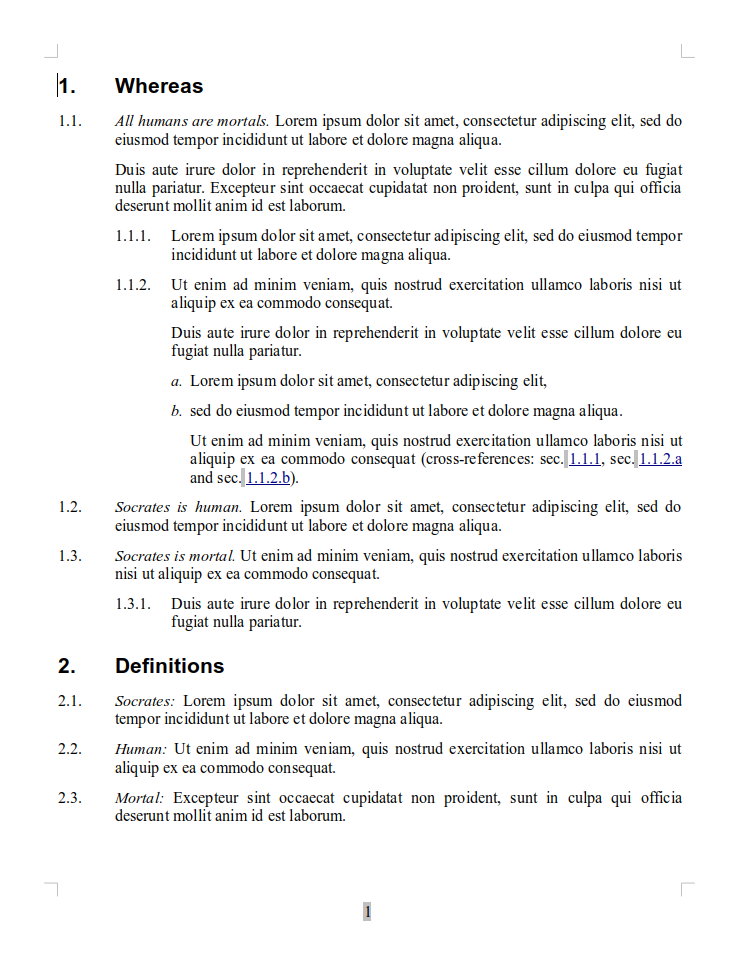 1. Whereas
1.1. All humans are mortals. Lorem ipsum dolor sit amet, consectetur adipiscing elit, sed do
eiusmod tempor incididunt ut labore et dolore magna aliqua.
Duis aute irure dolor in reprehenderit in voluptate velit esse cillum dolore eu fugiat
nulla pariatur. Excepteur sint occaecat cupidatat non proident, sunt in culpa qui officia
deserunt mollit anim id est laborum.
1.1.1. Lorem ipsum dolor sit amet, consectetur adipiscing elit, sed do eiusmod tempor
incididunt ut labore et dolore magna aliqua.
1.1.2. Ut enim ad minim veniam, quis nostrud exercitation ullamco laboris nisi ut
aliquip ex ea commodo consequat.
Duis aute irure dolor in reprehenderit in voluptate velit esse cillum dolore eu
fugiat nulla pariatur.
a. Lorem ipsum dolor sit amet, consectetur adipiscing elit,
b. sed do eiusmod tempor incididunt ut labore et dolore magna aliqua.
Ut enim ad minim veniam, quis nostrud exercitation ullamco laboris nisi ut
aliquip ex ea commodo consequat (cross-references: sec. 1.1.1, sec. 1.1.2.a
and sec. 1.1.2.b).
1.2. Socrates is human. Lorem ipsum dolor sit amet, consectetur adipiscing elit, sed do
eiusmod tempor incididunt ut labore et dolore magna aliqua.
1.3. Socrates is mortal. Ut enim ad minim veniam, quis nostrud exercitation ullamco laboris
nisi ut aliquip ex ea commodo consequat.
1.3.1. Duis aute irure dolor in reprehenderit in voluptate velit esse cillum dolore eu
fugiat nulla pariatur.
2. Definitions
2.1. Socrates: Lorem ipsum dolor sit amet, consectetur adipiscing elit, sed do eiusmod
tempor incididunt ut labore et dolore magna aliqua.
2.2. Human: Ut enim ad minim veniam, quis nostrud exercitation ullamco laboris nisi ut
aliquip ex ea commodo consequat.
2.3. Mortal: Excepteur sint occaecat cupidatat non proident, sunt in culpa qui officia
deserunt mollit anim id est laborum.
1